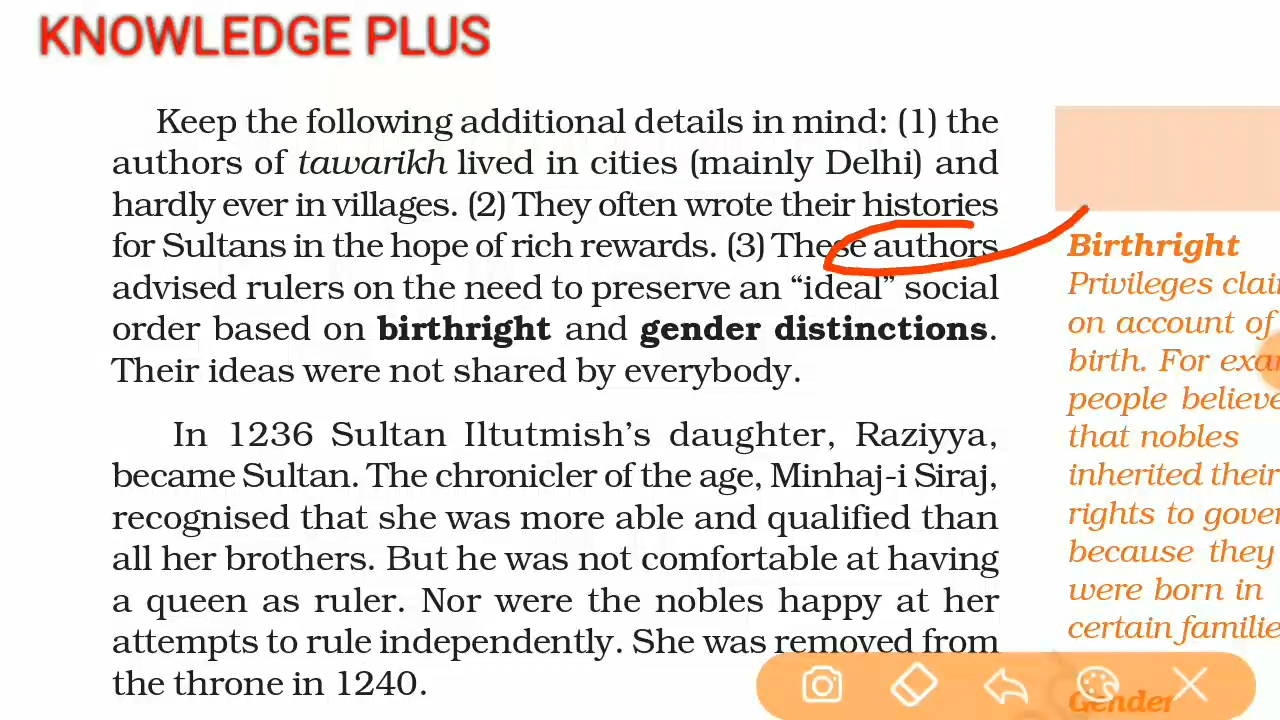 KNOWLEDGE PLUS
Keep the following additional details in mind: (1) the
authors of tawarikh lived in cities (mainly Delhi) and
hardly ever in villages. (2) They often wrote their histories
for Sultans in the hope of rich rewards. (3) These authors
advised rulers on the need to preserve an “ideal” social
order based on birthright and gender distinctions.
Their ideas were not shared by everybody.
In 1236 Sultan Iltutmish’s daughter, Raziyya,
became Sultan. The chronicler of the age, Minhaj-i Siraj,
recognised that she was more able and qualified than
all her brothers. But he was not comfortable at having
a queen as ruler. Nor were the nobles happy at her
attempts to rule independently. She was removed from
the throne in 1240.
Birthright
Privileges
on account of
birth. For
people
that nobles
inherited their
rights to
because they
were born in
certain
Gender